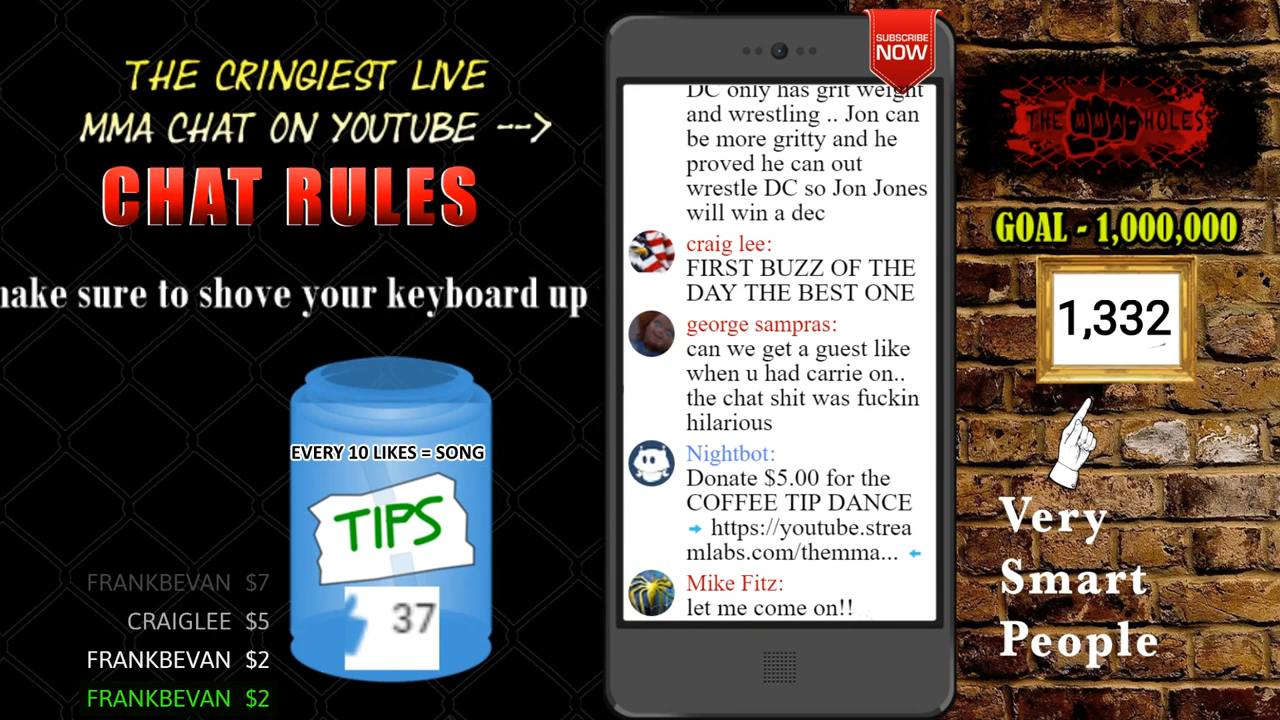 THE CRINGIEST LIVE
MMA CHAT ON YOUTUBE -->
CHAT RULES
make sure to shove your keyboard up
EVERY 10 LIKES = SONG
TIPS
37
FRANKBEVAN $7
CRAIGLEE $5
FRANKBEVAN $2
FRANKBEVAN $2
SUBSCRIBE
NOW
DC only has grit weight
and wrestling .. Jon can
be more gritty and he
proved he can out
wrestle DC so Jon Jones
will win a dec
craig lee:
FIRST BUZZ OF THE
DAY THE BEST ONE
george sampras:
can we get a guest like
when u had carrie on..
the chat shit was fuckin
hilarious
Nightbot:
Donate $5.00 for the
COFFEE TIP DANCE
➡ https://youtube.strea
mlabs.com/themma... ⬅
Mike Fitz:
let me come on!!
THE MMA-HOLES
GOAL - 1,000,000
1,332
Very
Smart
People